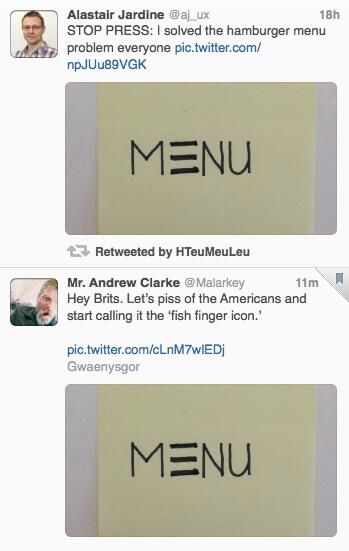 Alastair Jardine @aj_ux 18h
STOP PRESS: I solved the hamburger menu
problem everyone pic.twitter.com/
npJUu89VGK
MENU
Retweeted by HTeuMeuLeu
Mr. Andrew Clarke @Malarkey 11m
Hey Brits. Let's piss of the Americans and
start calling it the ‘fish finger icon.’
pic.twitter.com/cLnM7wlEDj
Gwaenysgor
MENU